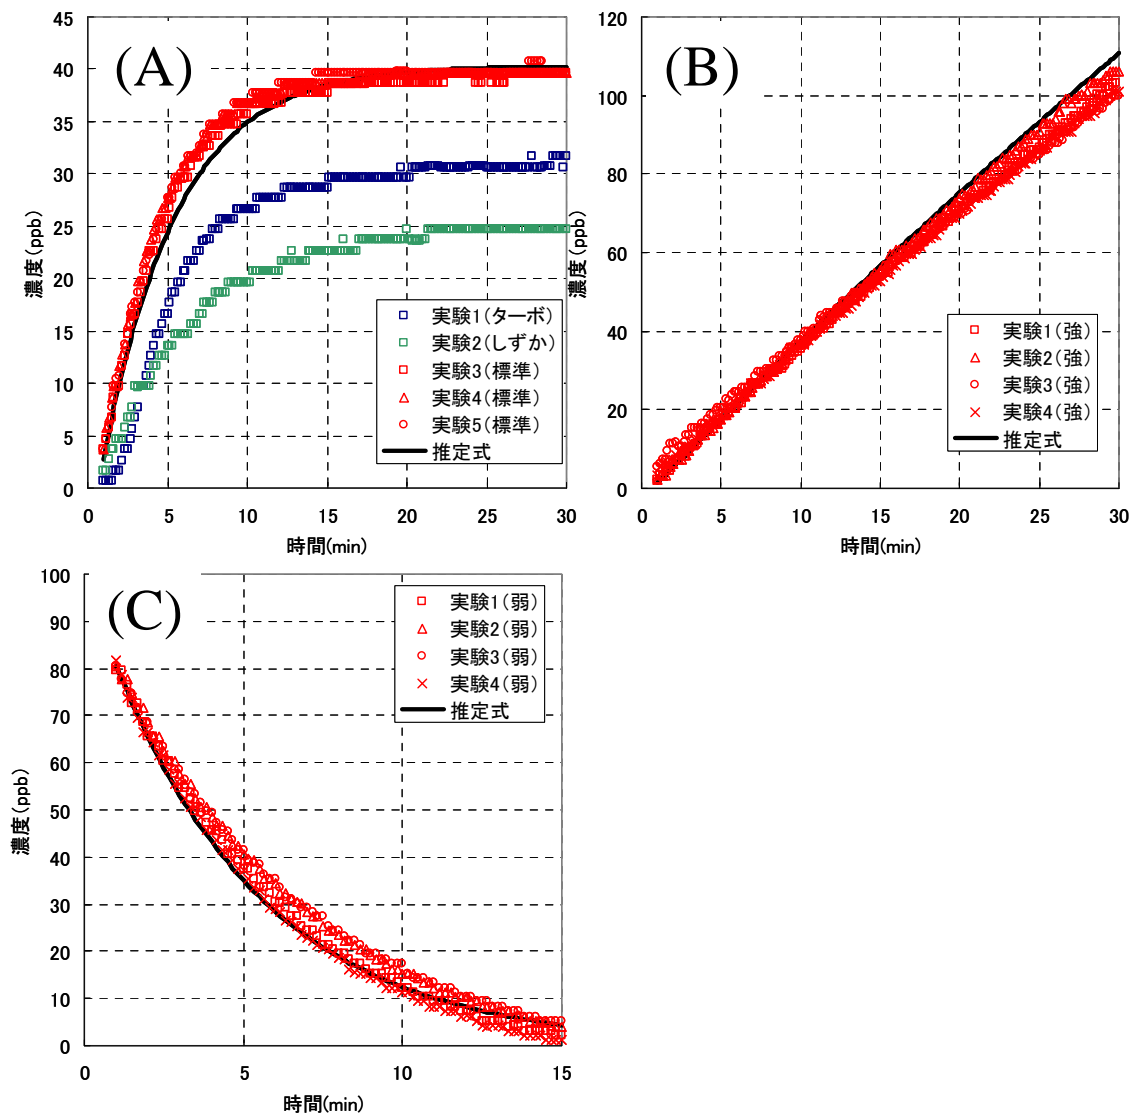 (A)
45
40
35
30
25
20
15
10
5
0
濃度(ppb)
実験1(ターボ)
実験2(しずか)
実験3(標準)
実験4(標準)
実験5(標準)
推定式
0 5 10 15 20 25 30
時間(min)
(B)
120
100
80
60
40
20
0
濃度(ppb)
実験1(強)
実験2(強)
実験3(強)
実験4(強)
推定式
0 5 10 15 20 25 30
時間(min)
(C)
100
90
80
70
60
50
40
30
20
10
0
濃度(ppb)
実験1(弱)
実験2(弱)
実験3(弱)
実験4(弱)
推定式
0 5 10 15
時間(min)